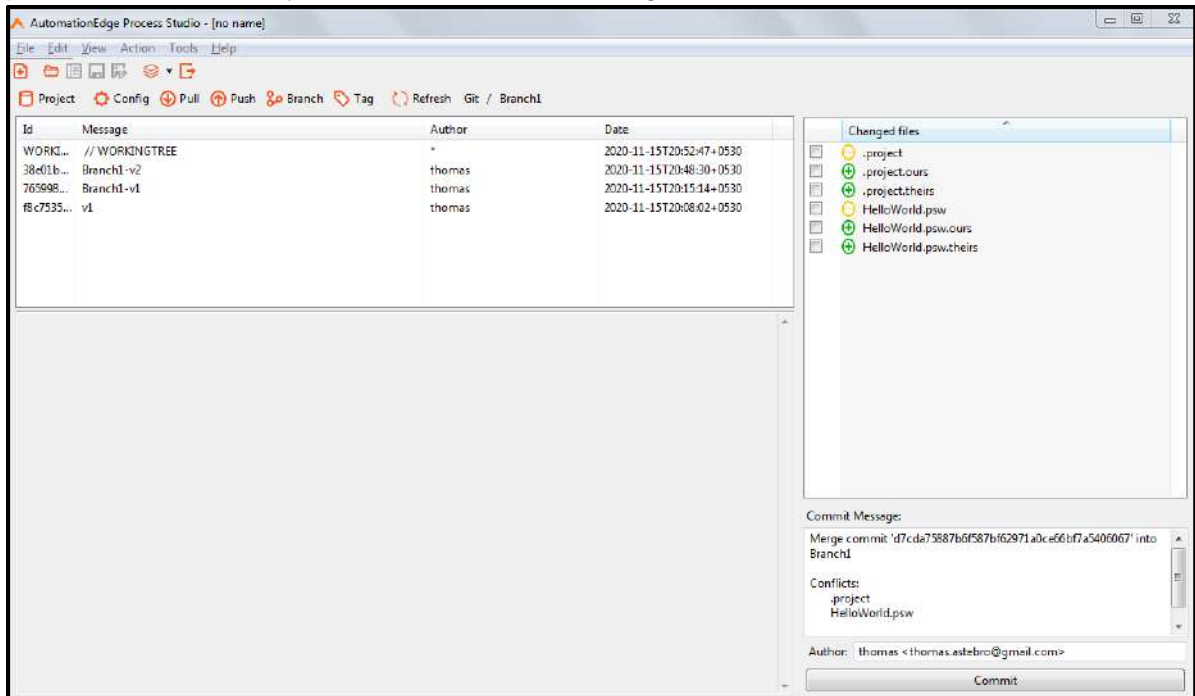 AutomationEdge Process Studio - [no name]
File Edit View Action Tools Help
Project Config Pull Push Branch Tag Refresh Git / Branch1
Id Message Author Date
WORKI... // WORKINGTREE * 2020-11-15T20:52:47+0530
38e01b... Branch1-v2 thomas 2020-11-15T20:48:30+0530
765998... Branch1-v1 thomas 2020-11-15T20:15:14+0530
f8c7535... v1 thomas 2020-11-15T20:08:02+0530
Changed files
.project
.project.ours
.project.theirs
HelloWorld.psw
HelloWorld.psw.ours
HelloWorld.psw.theirs
Commit Message:
Merge commit 'd7cda75887b6f587bf62971a0ce66bf7a5406067' into
Branch1
Conflicts:
.project
HelloWorld.psw
Author: thomas <thomas.astebro@gmail.com>
Commit